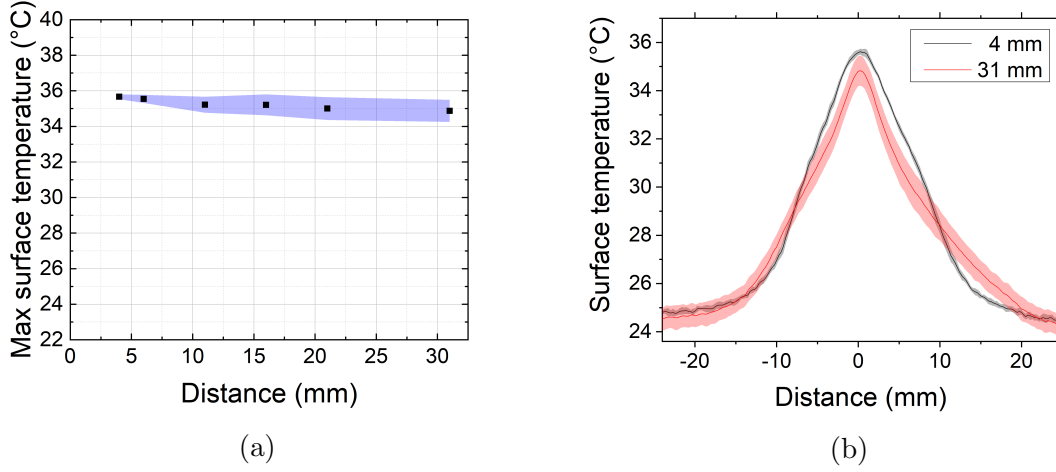 40
38
36
34
32
30
28
26
24
22
Max surface temperature (°C)
0 5 10 15 20 25 30
Distance (mm)
(a)
36
34
32
30
28
26
24
Surface temperature (°C)
4 mm
31 mm
-20 -10 0 10 20
Distance (mm)
(b)